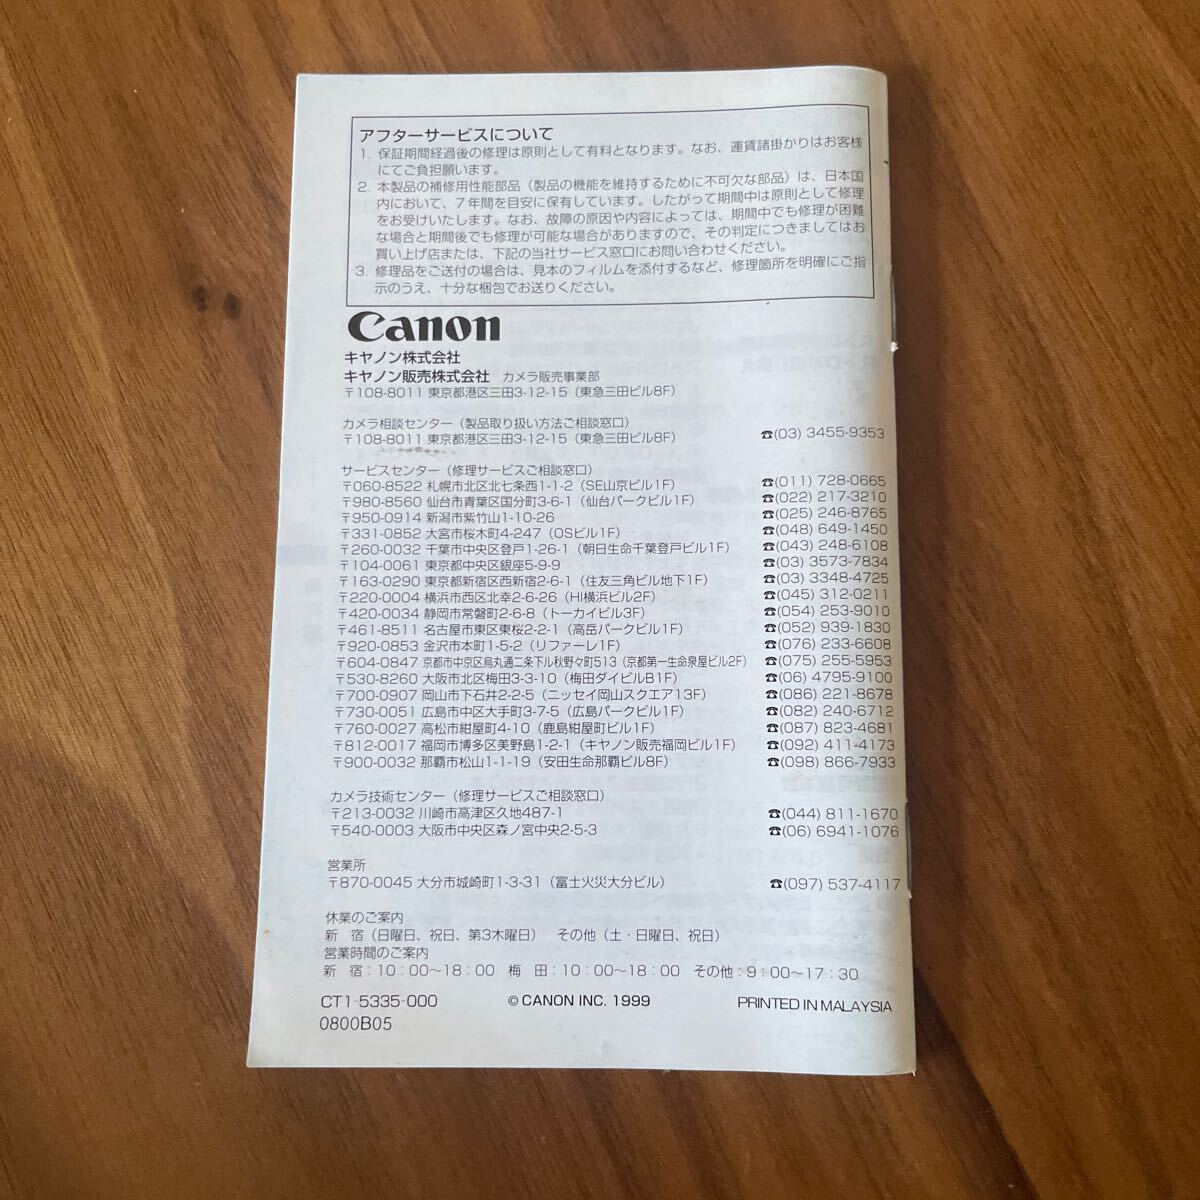 アフターサービスについて
1. 保証期間経過後の修理は原則として有料となります。なお、運賃諸掛かりはお客様
にてご負担願います。
2. 本製品の補修用性能部品（製品の機能を維持するために不可欠な部品）は、日本国
内において、7年間を目安に保有しています。したがって期間中は原則として修理
をお受けいたします。なお、故障の原因や内容によっては、期間中でも修理が困難
な場合と期間後でも修理が可能な場合がありますので、その判定につきましてはお
買い上げ店または、下記の当社サービス窓口にお問い合わせください。
3. 修理品をご送付の場合は、見本のフィルムを添付するなど、修理箇所を明確にご指
示のうえ、十分な梱包でお送りください。
Canon
キヤノン株式会社
キヤノン販売株式会社 カメラ販売事業部
〒108-8011 東京都港区三田3-12-15（東急三田ビル8F）
カメラ相談センター（製品取り扱い方法ご相談窓口）
〒108-8011 東京都港区三田3-12-15（東急三田ビル8F） ☎(03) 3455-9353
サービスセンター（修理サービスご相談窓口）
〒060-8522 札幌市北区北七条西1-1-2（SE山京ビル1F） ☎(011) 728-0665
〒980-8560 仙台市青葉区国分町3-6-1（仙台パークビル1F） ☎(022) 217-3210
〒950-0914 新潟市紫竹山1-10-26 ☎(025) 246-8765
〒331-0852 大宮市桜木町4-247（OSビル1F） ☎(048) 649-1450
〒260-0032 千葉市中央区登戸1-26-1（朝日生命千葉登戸ビル1F） ☎(043) 248-6108
〒104-0061 東京都中央区銀座5-9-9 ☎(03) 3573-7834
〒163-0290 東京都新宿区西新宿2-6-1（住友三角ビル地下1F） ☎(03) 3348-4725
〒220-0004 横浜市西区北幸2-6-26（HI横浜ビル2F） ☎(045) 312-0211
〒420-0034 静岡市常磐町2-6-8（トーカイビル3F） ☎(054) 253-9010
〒461-8511 名古屋市東区東桜2-2-1（高岳パークビル1F） ☎(052) 939-1830
〒920-0853 金沢市本町1-5-2（リファーレ1F） ☎(076) 233-6608
〒604-0847 京都市中京区烏丸通二条下ル秋野々町513（京都第一生命泉屋ビル2F） ☎(075) 255-5953
〒530-8260 大阪市北区梅田3-3-10（梅田ダイビルB1F） ☎(06) 4795-9100
〒700-0907 岡山市下石井2-2-5（ニッセイ岡山スクエア13F） ☎(086) 221-8678
〒730-0051 広島市中区大手町3-7-5（広島パークビル1F） ☎(082) 240-6712
〒760-0027 高松市紺屋町4-10（鹿島紺屋町ビル1F） ☎(087) 823-4681
〒812-0017 福岡市博多区美野島1-2-1（キヤノン販売福岡ビル1F） ☎(092) 411-4173
〒900-0032 那覇市松山1-1-19（安田生命那覇ビル8F） ☎(098) 866-7933
カメラ技術センター（修理サービスご相談窓口）
〒213-0032 川崎市高津区久地487-1 ☎(044) 811-1670
〒540-0003 大阪市中央区森ノ宮中央2-5-3 ☎(06) 6941-1076
営業所
〒870-0045 大分市城崎町1-3-31（富士火災大分ビル） ☎(097) 537-4117
休業のご案内
新 宿（日曜日、祝日、第3木曜日） その他（土・日曜日、祝日）
営業時間のご案内
新 宿：10：00～18：00 梅 田：10：00～18：00 その他：9：00～17：30
CT1-5335-000 © CANON INC. 1999 PRINTED IN MALAYSIA
0800B05